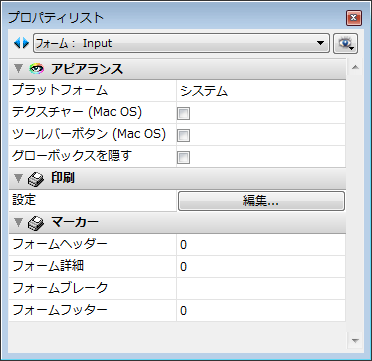 プロパティリスト
フォーム： Input
アピアランス
プラットフォーム システム
テクスチャー (Mac OS)
ツールバーボタン (Mac OS)
グローボックスを隠す
印刷
設定 編集...
マーカー
フォームヘッダー 0
フォーム詳細 0
フォームブレーク
フォームフッター 0